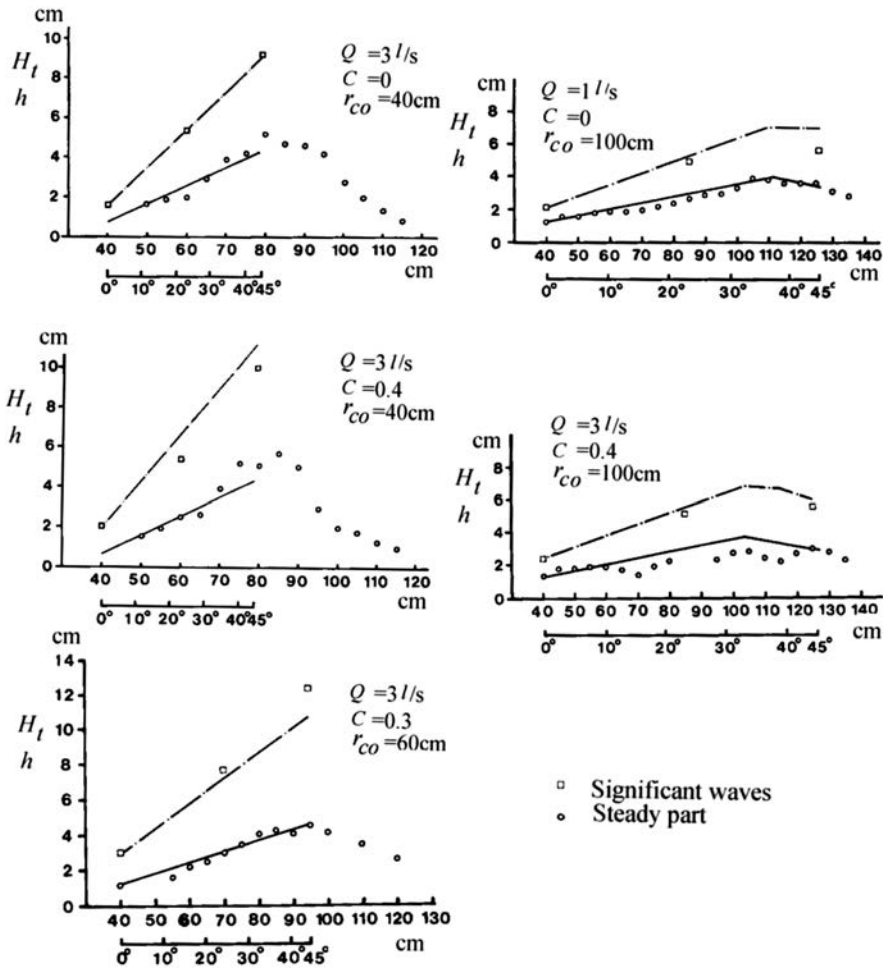 cm
10
8
6
4
2
0
H_t
h
Q =3 l/s
C =0
r_co =40cm
40 50 60 70 80 90 100 110 120
cm
0° 10° 20° 30° 40° 45°
cm
8
6
4
2
0
H_t
h
Q =1 l/s
C =0
r_co =100cm
40 50 60 70 80 90 100 110 120 130 140
cm
0° 10° 20° 30° 40° 45°
cm
10
8
6
4
2
0
H_t
h
Q =3 l/s
C =0.4
r_co =40cm
40 50 60 70 80 90 100 110 120
cm
0° 10° 20° 30° 40° 45°
cm
8
6
4
2
0
H_t
h
Q =3 l/s
C =0.4
r_co =100cm
40 50 60 70 80 90 100 110 120 130 140
cm
0° 10° 20° 30° 40° 45°
cm
14
12
10
8
6
4
2
0
H_t
h
Q =3 l/s
C =0.3
r_co =60cm
40 50 60 70 80 90 100 110 120 130
cm
0° 10° 20° 30° 40° 45°
Significant waves
Steady part